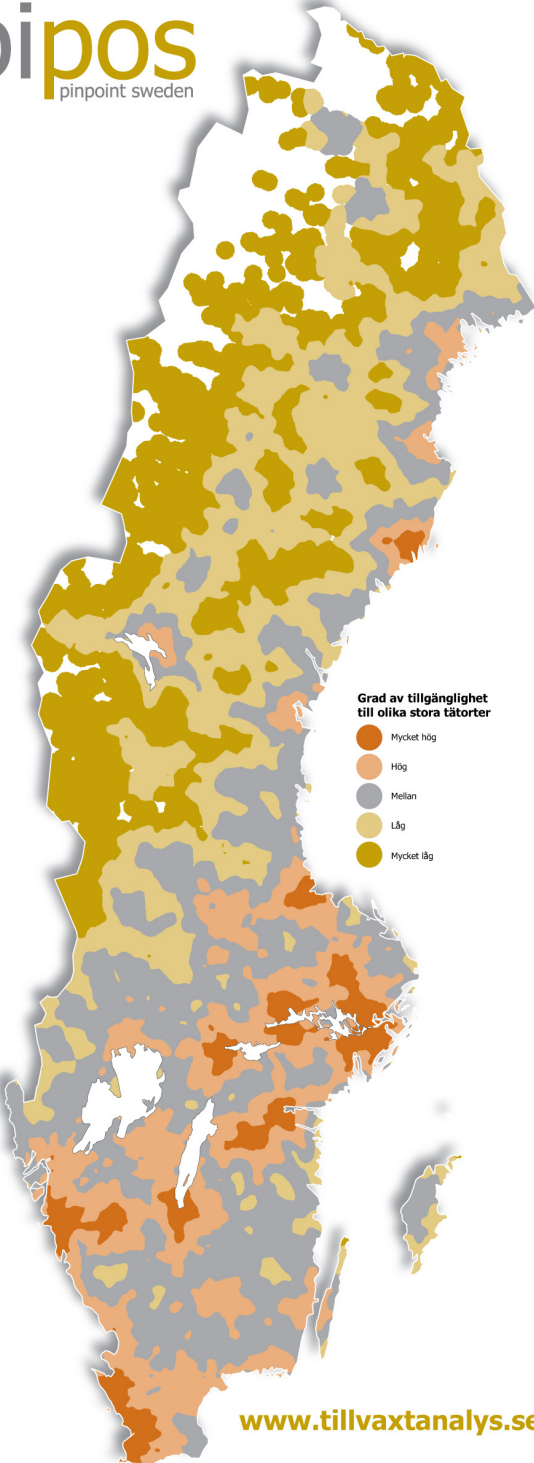 pipos
pinpoint sweden
Grad av tillgänglighet
till olika stora tätorter
Mycket hög
Hög
Mellan
Låg
Mycket låg
www.tillvaxtanalys.se